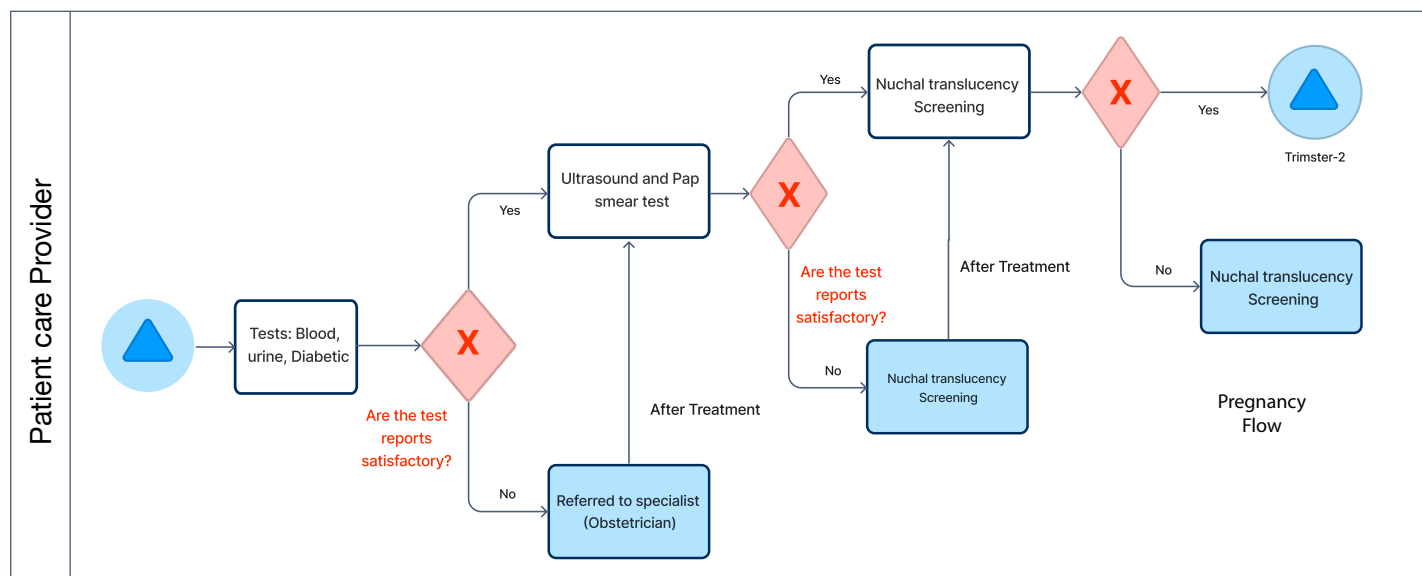 Patient care Provider
Tests: Blood,
urine, Diabetic
X
Are the test
reports
satisfactory?
Yes
No
Ultrasound and Pap
smear test
After Treatment
Referred to specialist
(Obstetrician)
X
Are the test
reports
satisfactory?
Yes
No
Nuchal translucency
Screening
After Treatment
Nuchal translucency
Screening
X
Yes
No
Trimster-2
Nuchal translucency
Screening
Pregnancy
Flow